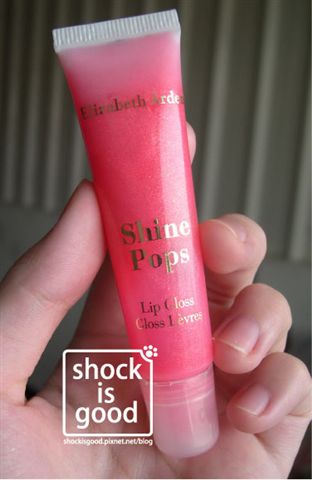 Elizabeth Arden
Shine
Pops
Lip Gloss
Gloss Lèvres
shock
is
good
shockisgood.pixnet.net/blog